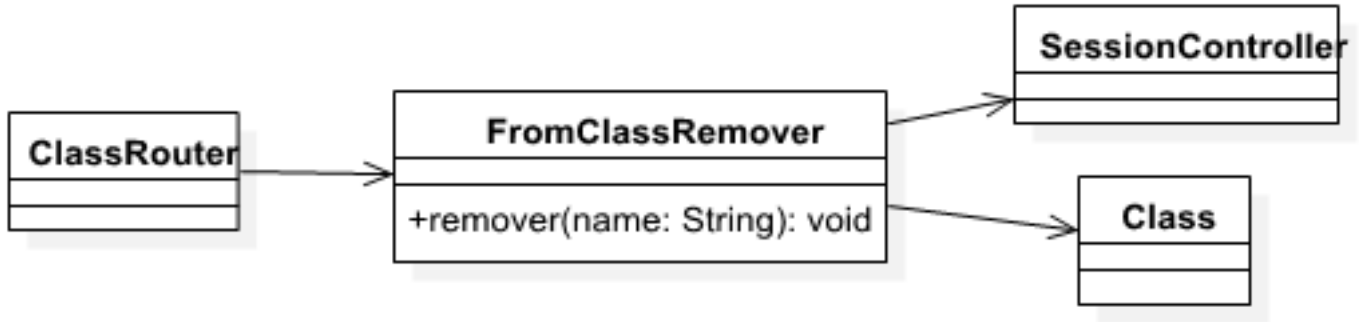 SessionController
ClassRouter
FromClassRemover
+remover(name: String): void
Class